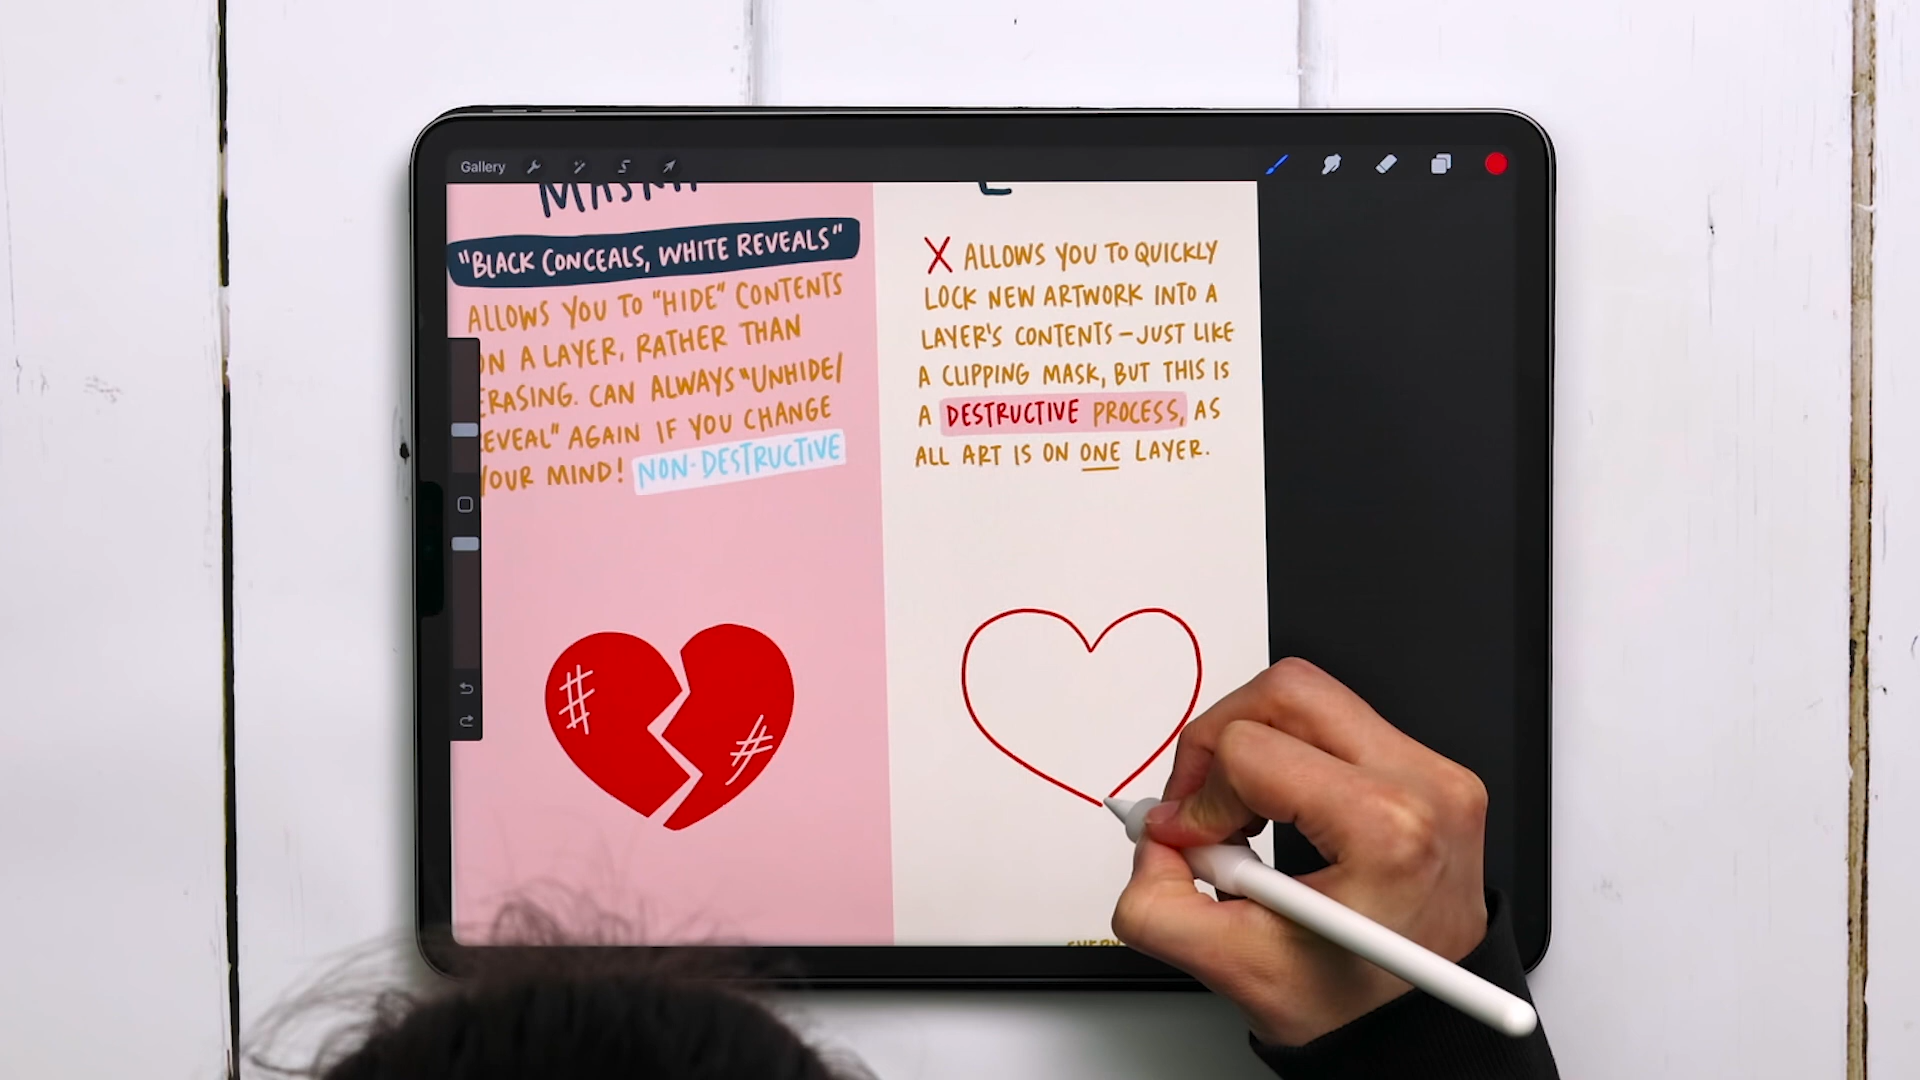 Gallery
"BLACK CONCEALS, WHITE REVEALS"
ALLOWS YOU TO "HIDE" CONTENTS
ON A LAYER, RATHER THAN
ERASING. CAN ALWAYS "UNHIDE/
REVEAL" AGAIN IF YOU CHANGE
YOUR MIND! NON-DESTRUCTIVE
X ALLOWS YOU TO QUICKLY
LOCK NEW ARTWORK INTO A
LAYER'S CONTENTS – JUST LIKE
A CLIPPING MASK, BUT THIS IS
A DESTRUCTIVE PROCESS, AS
ALL ART IS ON ONE LAYER.